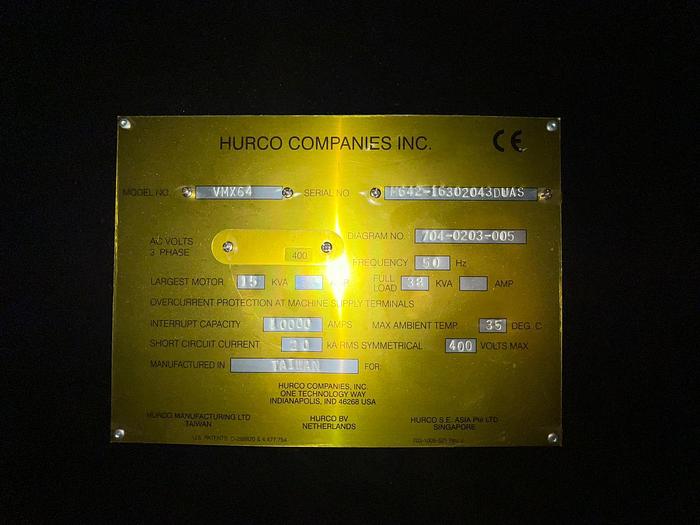 HURCO COMPANIES INC. CE
MODEL NO. VMX64 SERIAL NO.
DIAGRAM NO. 704-0203-005
AC VOLTS
3 PHASE
400
FREQUENCY 50 Hz
LARGEST MOTOR 15 KVA FULL LOAD 38 KVA AMP
OVERCURRENT PROTECTION AT MACHINE SUPPLY TERMINALS
INTERRUPT CAPACITY 10000 AMPS MAX AMBIENT TEMP. 35 DEG. C
SHORT CIRCUIT CURRENT kA RMS SYMMETRICAL 400 VOLTS MAX
MANUFACTURED IN TAIWAN FOR:
HURCO COMPANIES, INC.
ONE TECHNOLOGY WAY
INDIANAPOLIS, IND 46268 USA
HURCO MANUFACTURING LTD
TAIWAN
HURCO BV
NETHERLANDS
HURCO S.E. ASIA Pte LTD
SINGAPORE
U.S. PATENTS